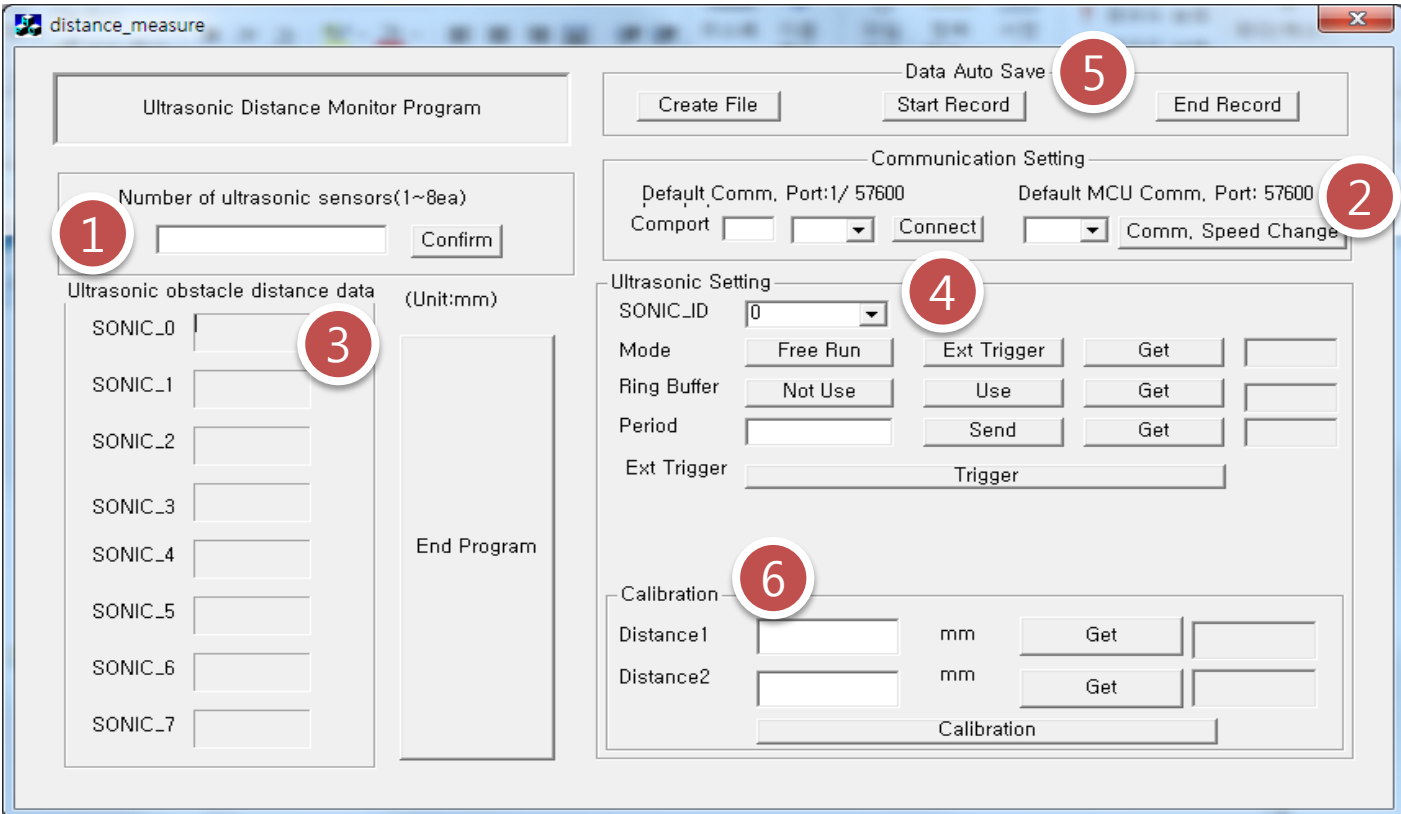 distance_measure
Ultrasonic Distance Monitor Program
Number of ultrasonic sensors(1~8ea)
1
Confirm
Ultrasonic obstacle distance data
(Unit:mm)
3
SONIC_0
SONIC_1
SONIC_2
SONIC_3
SONIC_4
SONIC_5
SONIC_6
SONIC_7
End Program
Data Auto Save
5
Create File
Start Record
End Record
Communication Setting
2
Default Comm, Port:1/ 57600
Default MCU Comm, Port: 57600
Comport
Connect
Comm, Speed Change
Ultrasonic Setting
4
SONIC_ID
0
Mode
Free Run
Ext Trigger
Get
Ring Buffer
Not Use
Use
Get
Period
Send
Get
Ext Trigger
Trigger
Calibration
6
Distance1
mm
Get
Distance2
mm
Get
Calibration